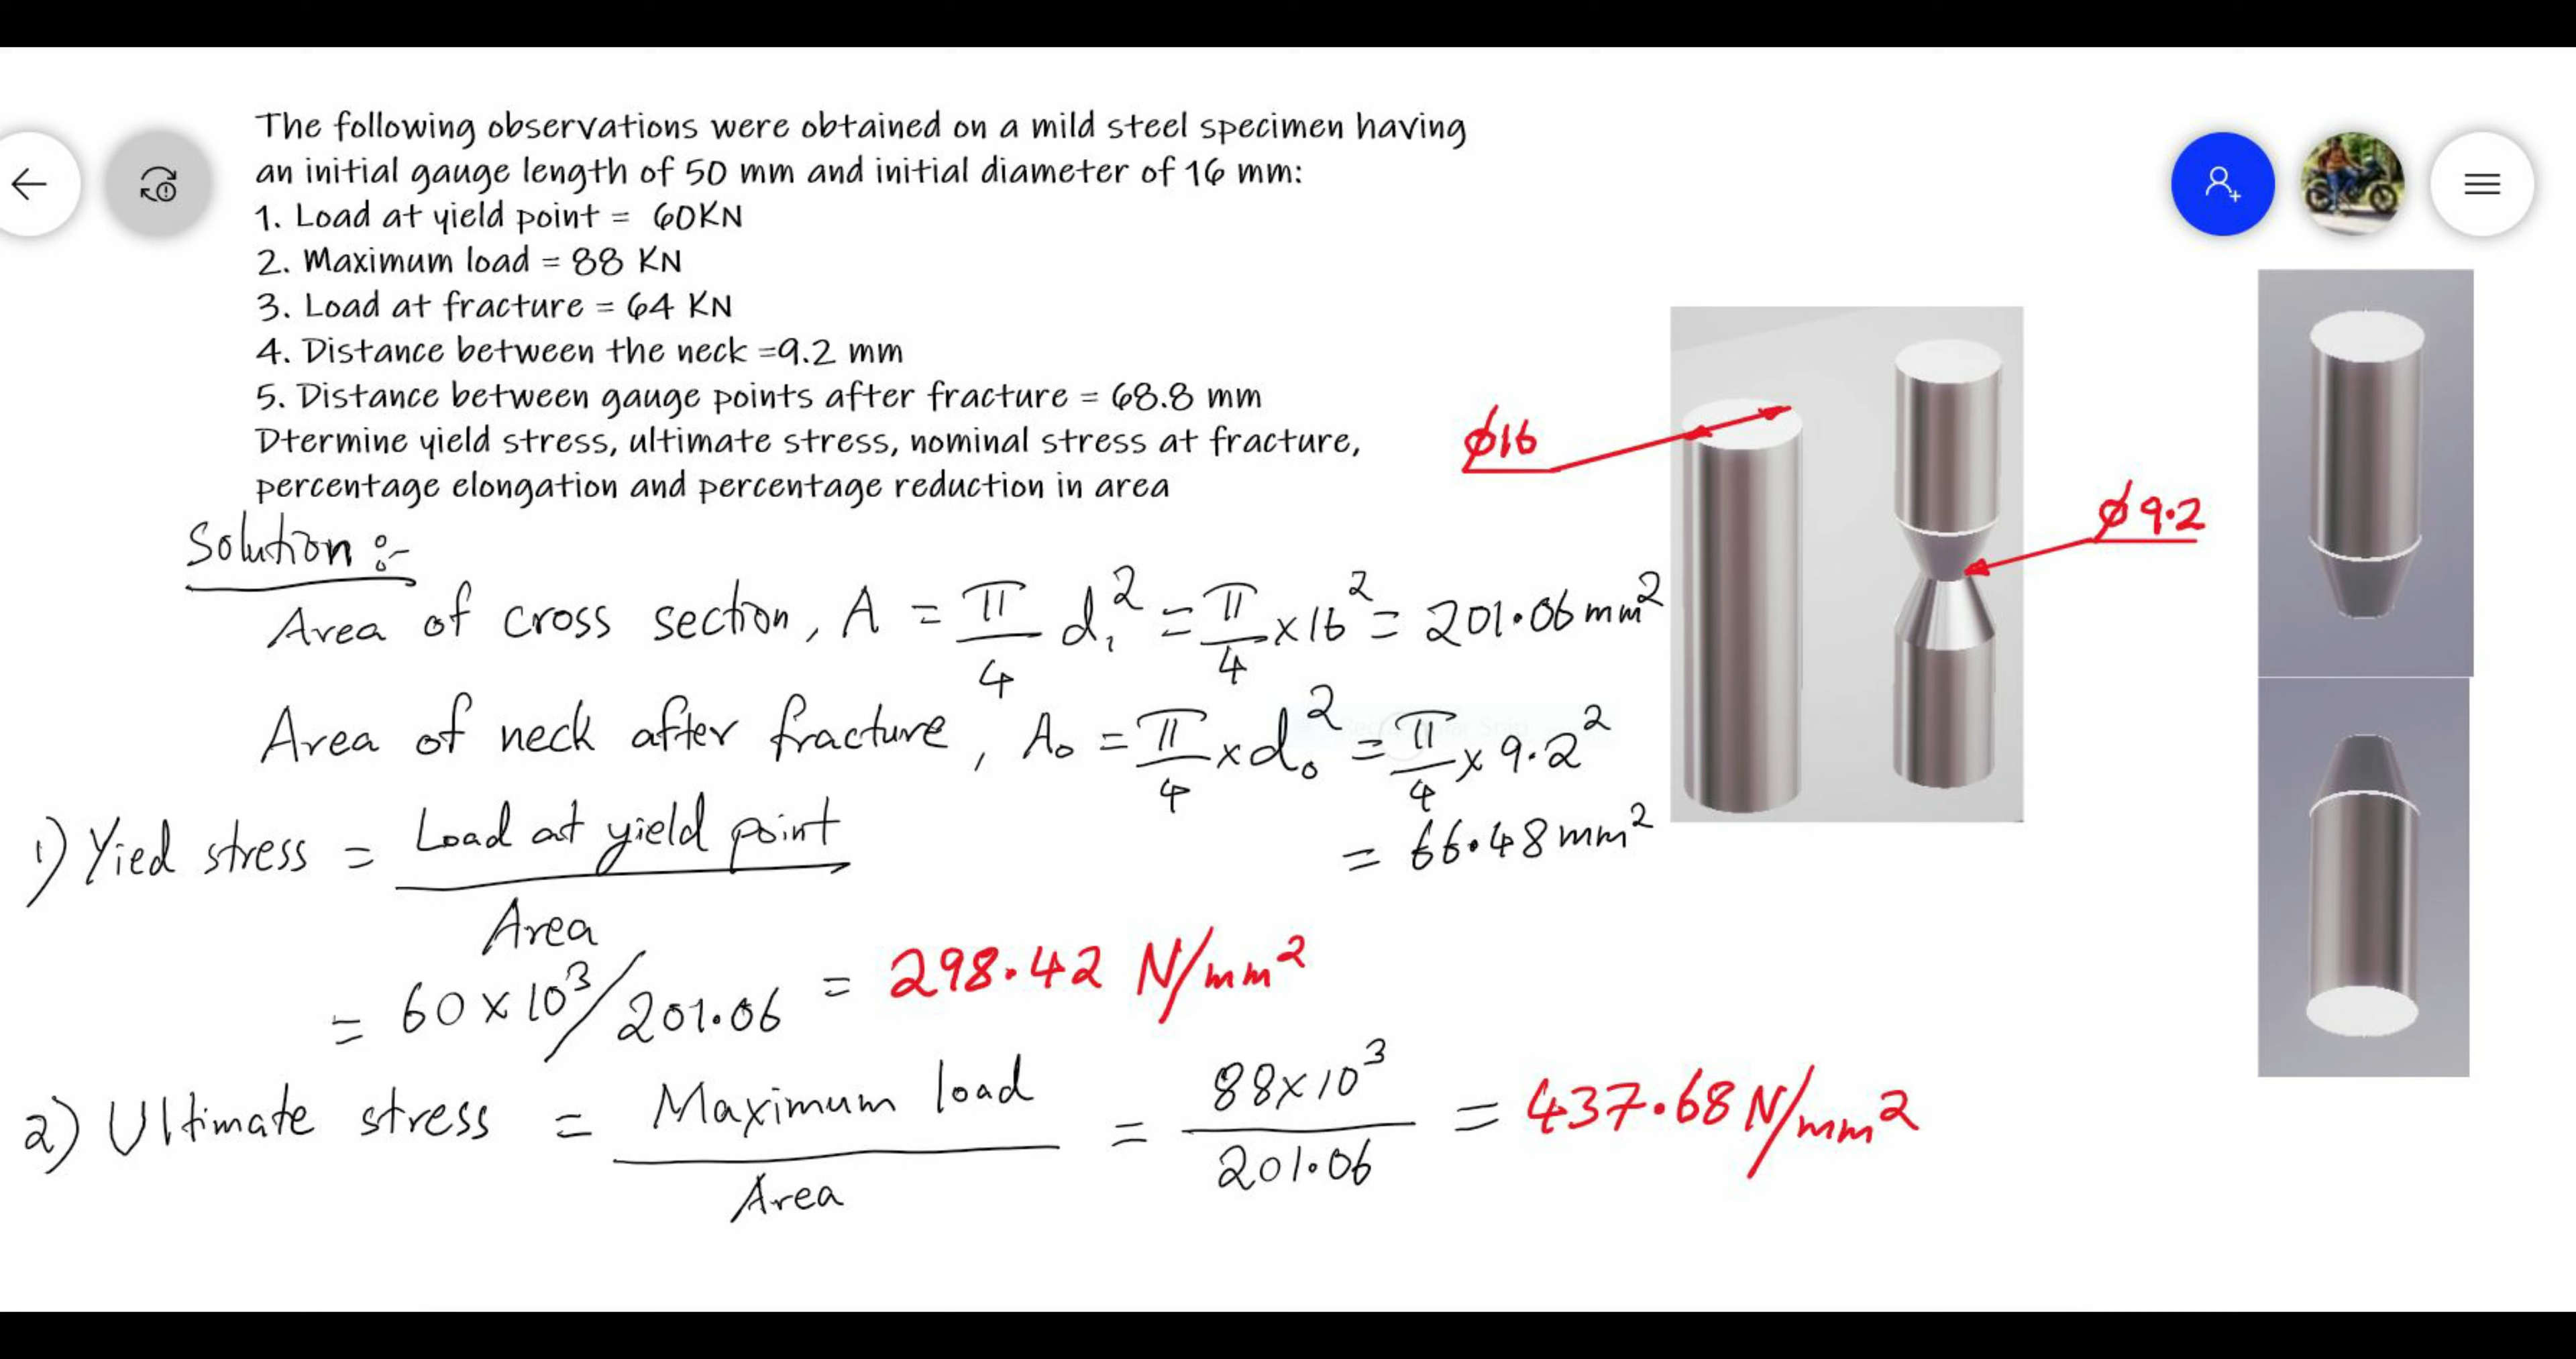 The following observations were obtained on a mild steel specimen having
an initial gauge length of 50 mm and initial diameter of 16 mm:
1. Load at yield point = 60KN
2. Maximum load = 88 KN
3. Load at fracture = 64 KN
4. Distance between the neck =9.2 mm
5. Distance between gauge points after fracture = 68.8 mm
Dtermine yield stress, ultimate stress, nominal stress at fracture,
percentage elongation and percentage reduction in area
Φ16
Φ9.2
Solution :-
Area of cross section, A = π/4 d₁² = π/4 × 16² = 201.06 mm²
Area of neck after fracture, A₀ = π/4 × d₀² = π/4 × 9.2²
= 66.48 mm²
1) Yied stress = Load at yield point / Area
= 60 × 10³ / 201.06 = 298.42 N/mm²
2) Ultimate stress = Maximum load / Area = 88×10³ / 201.06 = 437.68 N/mm²